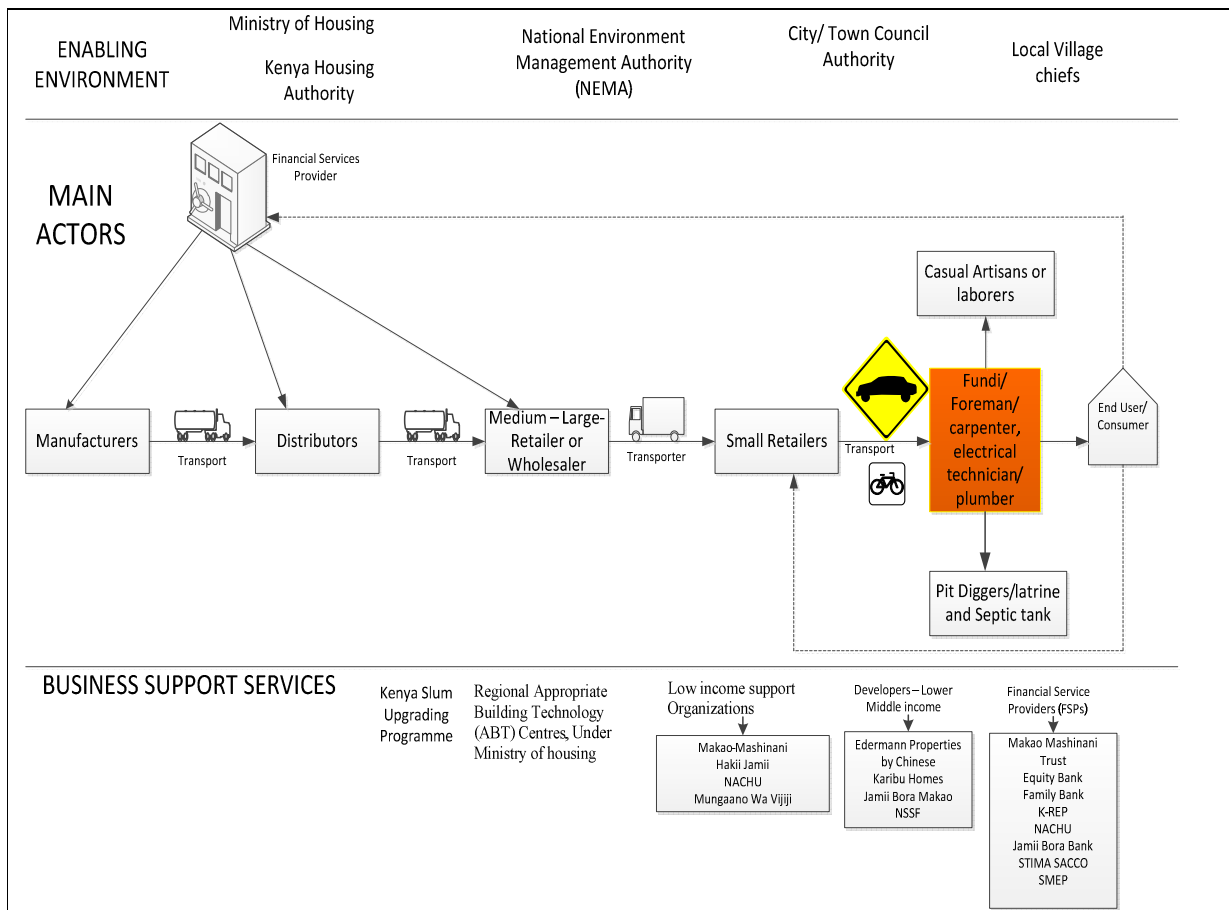 ENABLING
ENVIRONMENT
Ministry of Housing
Kenya Housing
Authority
National Environment
Management Authority
(NEMA)
City/ Town Council
Authority
Local Village
chiefs
MAIN
ACTORS
Financial Services
Provider
Casual Artisans or
laborers
Manufacturers
Transport
Distributors
Transport
Medium – Large-
Retailer or
Wholesaler
Transporter
Small Retailers
Transport
Fundi/
Foreman/
carpenter,
electrical
technician/
plumber
End User/
Consumer
Pit Diggers/latrine
and Septic tank
BUSINESS SUPPORT SERVICES
Kenya Slum
Upgrading
Programme
Regional Appropriate
Building Technology
(ABT) Centres, Under
Ministry of housing
Low income support
Organizations
Makao-Mashinani
Hakii Jamii
NACHU
Mungaano Wa Vijiji
Developers – Lower
Middle income
Edermann Properties
by Chinese
Karibu Homes
Jamii Bora Makao
NSSF
Financial Service
Providers (FSPs)
Makao Mashinani
Trust
Equity Bank
Family Bank
K-REP
NACHU
Jamii Bora Bank
STIMA SACCO
SMEP